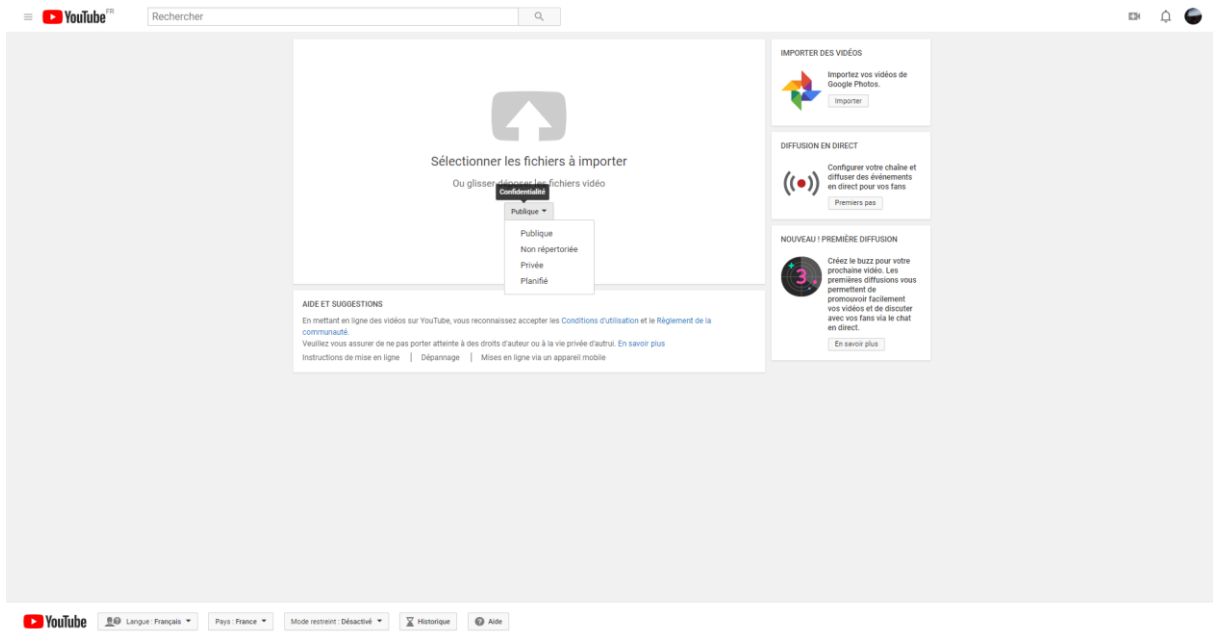 YouTube FR
Rechercher
Sélectionner les fichiers à importer
Ou glisser-déposer les fichiers vidéo
Confidentialité
Publique
Publique
Non répertoriée
Privée
Planifié
AIDE ET SUGGESTIONS
En mettant en ligne des vidéos sur YouTube, vous reconnaissez accepter les Conditions d'utilisation et le Règlement de la
communauté.
Veuillez vous assurer de ne pas porter atteinte à des droits d'auteur ou à la vie privée d'autrui. En savoir plus
Instructions de mise en ligne | Dépannage | Mises en ligne via un appareil mobile
IMPORTER DES VIDÉOS
Importez vos vidéos de
Google Photos.
Importer
DIFFUSION EN DIRECT
Configurer votre chaîne et
diffuser des événements
en direct pour vos fans
Premiers pas
NOUVEAU ! PREMIÈRE DIFFUSION
3
Créez le buzz pour votre
prochaine vidéo. Les
premières diffusions vous
permettent de
promouvoir facilement
vos vidéos et de discuter
avec vos fans via le chat
en direct.
En savoir plus
YouTube
Langue : Français
Pays : France
Mode restreint : Désactivé
Historique
Aide